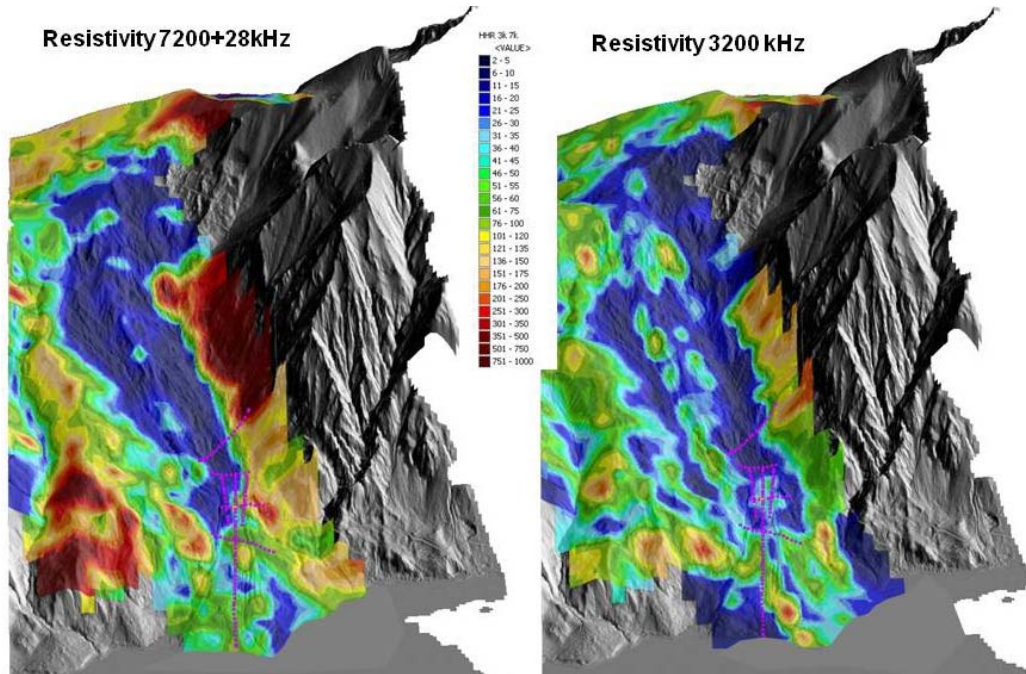 Resistivity 7200+28kHz
HHR 3k 7k.
<VALUE>
2 - 5
6 - 10
11 - 15
16 - 20
21 - 25
26 - 30
31 - 35
36 - 40
41 - 45
46 - 50
51 - 55
56 - 60
61 - 75
76 - 100
101 - 120
121 - 135
136 - 150
151 - 175
176 - 200
201 - 250
251 - 300
301 - 350
351 - 500
501 - 750
751 - 1000
Resistivity 3200 kHz